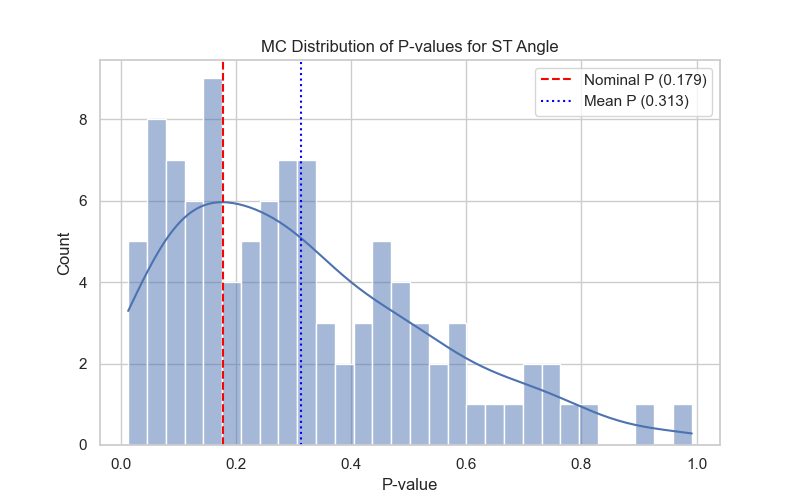 MC Distribution of P-values for ST Angle
Nominal P (0.179)
Mean P (0.313)
Count
8
6
4
2
0
0.0 0.2 0.4 0.6 0.8 1.0
P-value